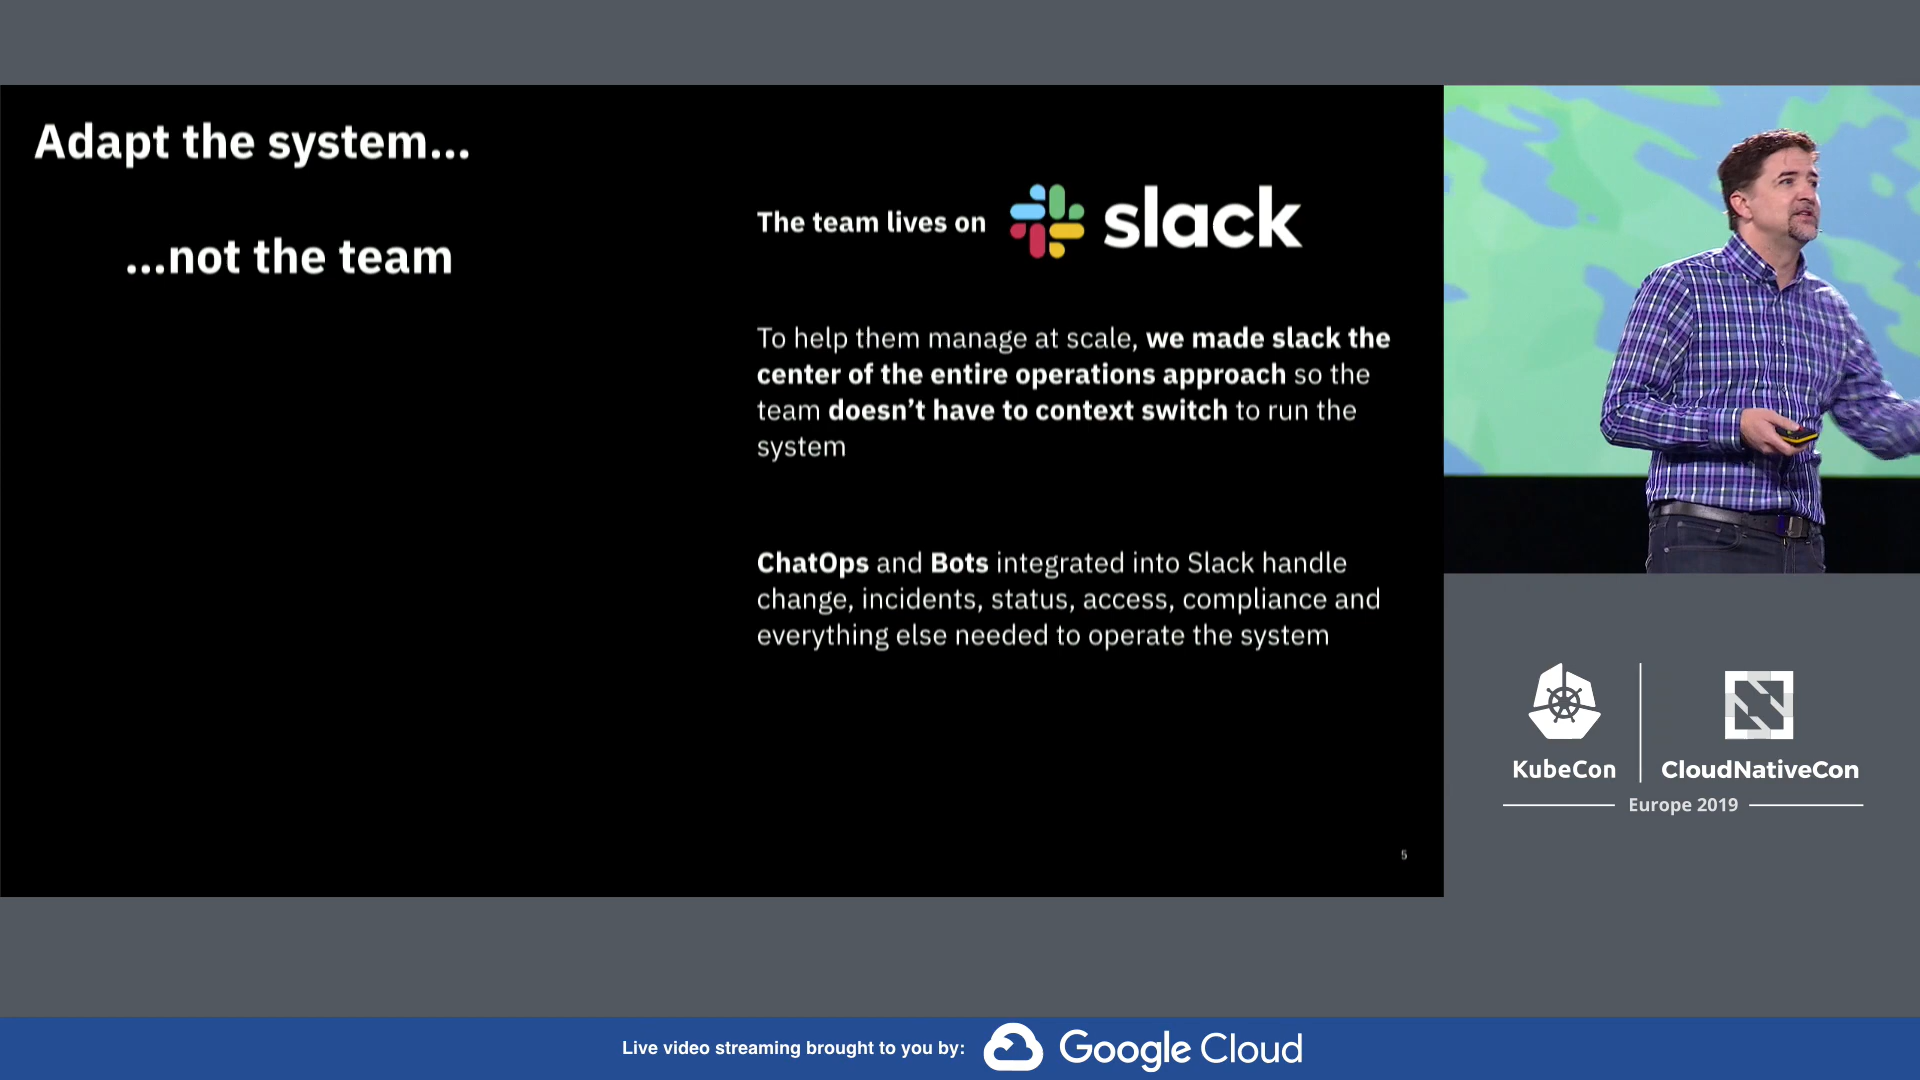 Adapt the system...
...not the team
The team lives on slack
To help them manage at scale, we made slack the
center of the entire operations approach so the
team doesn’t have to context switch to run the
system
ChatOps and Bots integrated into Slack handle
change, incidents, status, access, compliance and
everything else needed to operate the system
5
KubeCon
CloudNativeCon
Europe 2019
Live video streaming brought to you by: Google Cloud